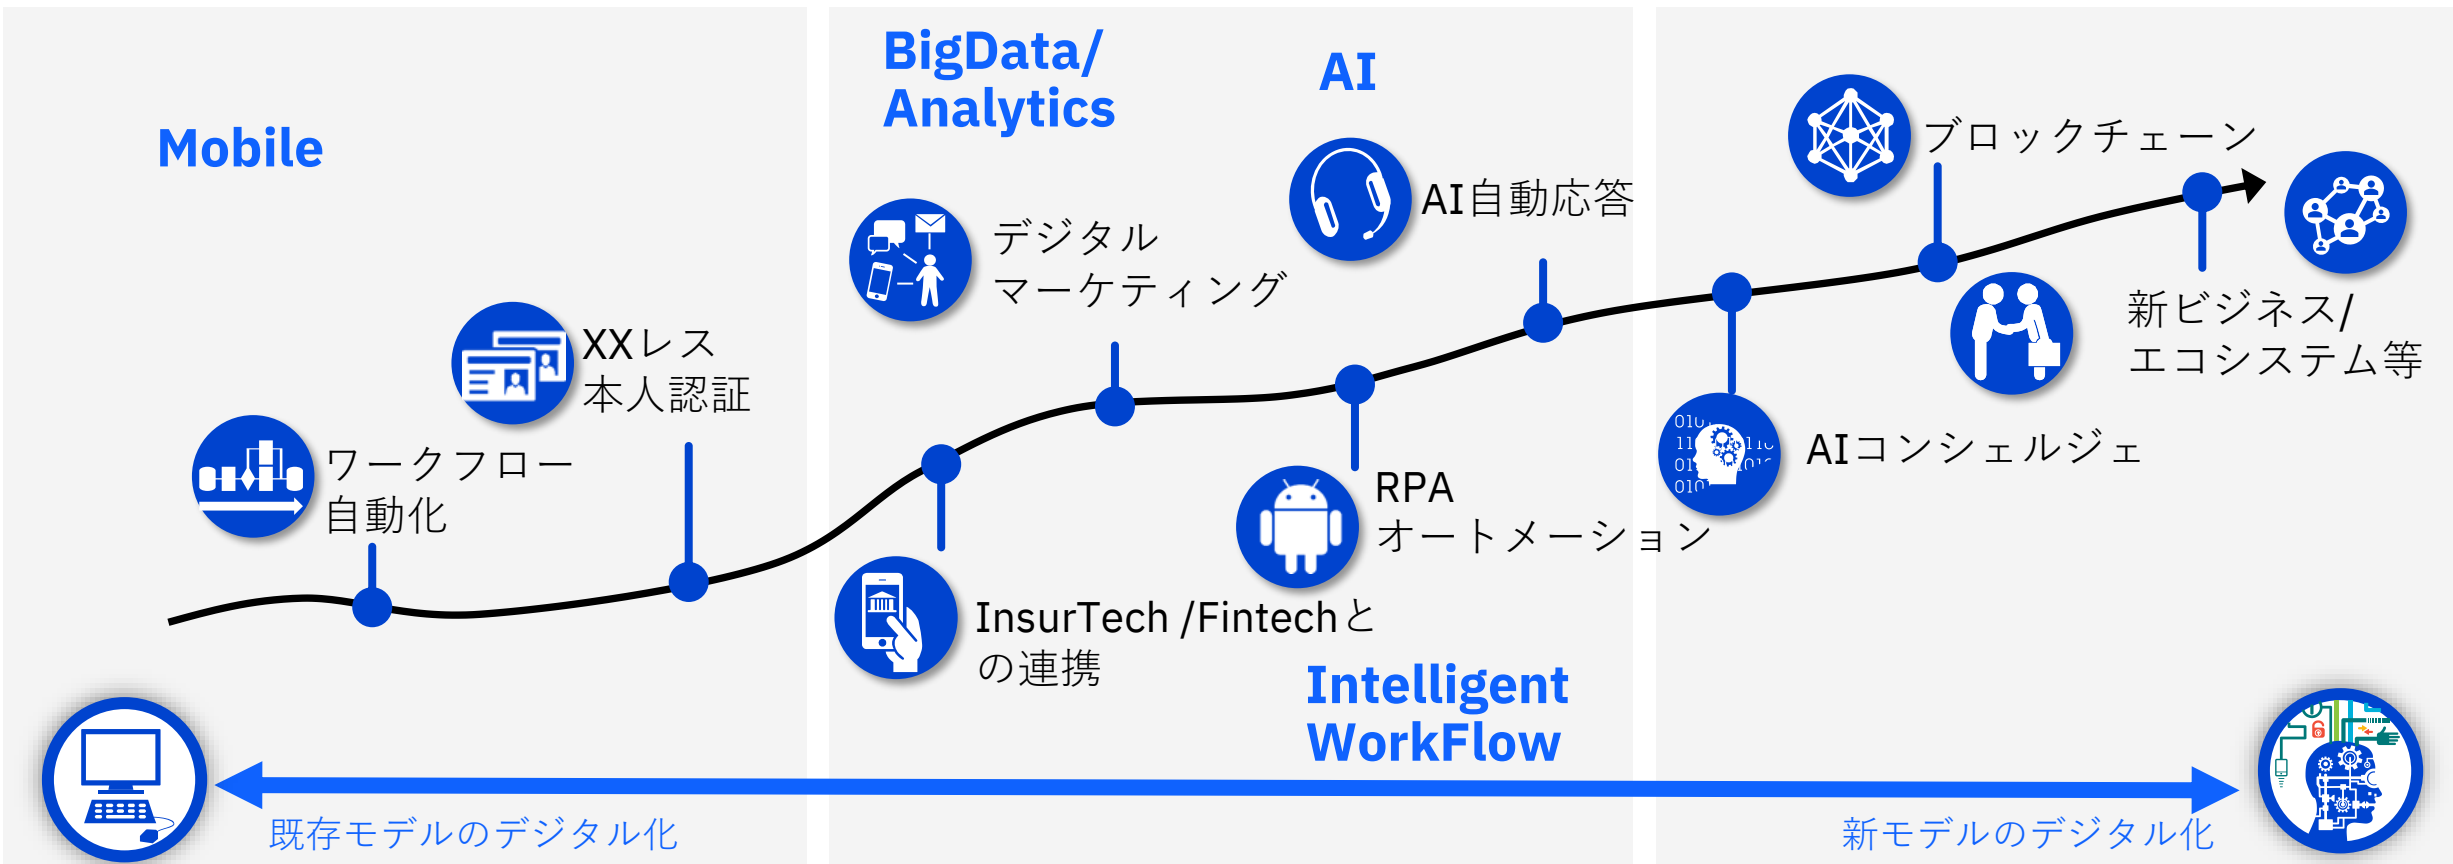 Mobile
ワークフロー
自動化
XXレス
本人認証
BigData/
Analytics
デジタル
マーケティング
InsurTech /Fintechと
の連携
AI
AI自動応答
RPA
オートメーション
Intelligent
WorkFlow
ブロックチェーン
AIコンシェルジェ
新ビジネス/
エコシステム等
既存モデルのデジタル化
新モデルのデジタル化